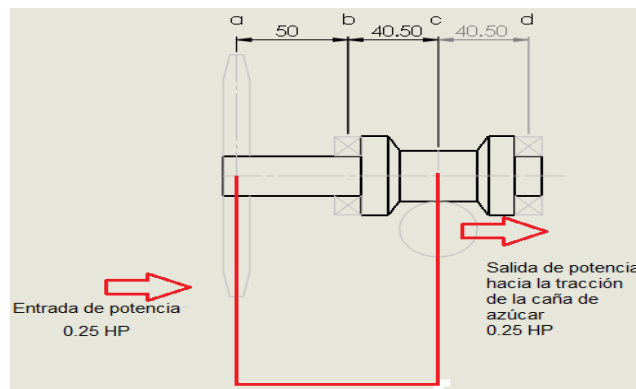 a b c d
50 40.50 40.50
Entrada de potencia
0.25 HP
Salida de potencia
hacia la tracción
de la caña de
azúcar
0.25 HP